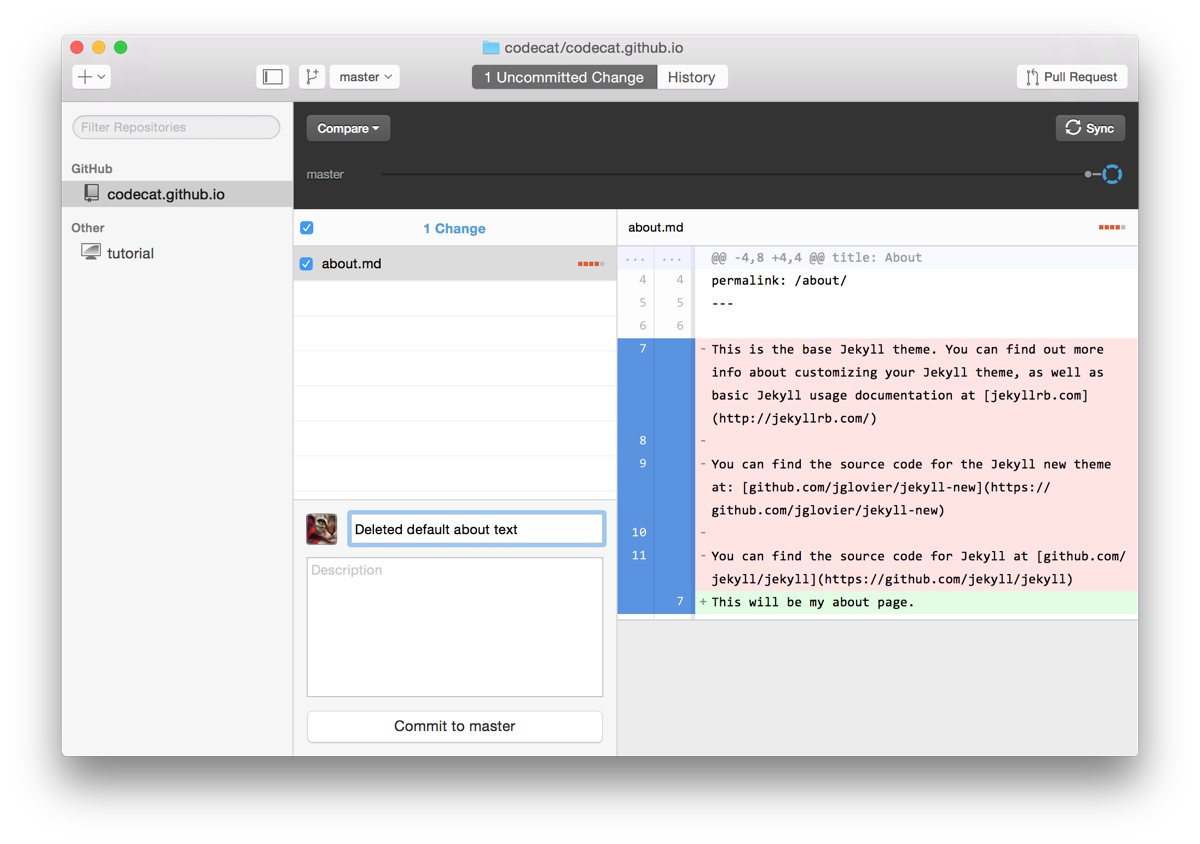 codecat/codecat.github.io
master
1 Uncommitted Change
History
Pull Request
Filter Repositories
GitHub
codecat.github.io
Other
tutorial
Compare
Sync
master
1 Change
about.md
Deleted default about text
Description
Commit to master
about.md
... ... @@ -4,8 +4,4 @@ title: About
4 4 permalink: /about/
5 5 ---
6 6
7 - This is the base Jekyll theme. You can find out more
info about customizing your Jekyll theme, as well as
basic Jekyll usage documentation at [jekyllrb.com]
(http://jekyllrb.com/)
8 -
9 - You can find the source code for the Jekyll new theme
at: [github.com/jglovier/jekyll-new](https://
github.com/jglovier/jekyll-new)
10 -
11 - You can find the source code for Jekyll at [github.com/
jekyll/jekyll](https://github.com/jekyll/jekyll)
7 + This will be my about page.